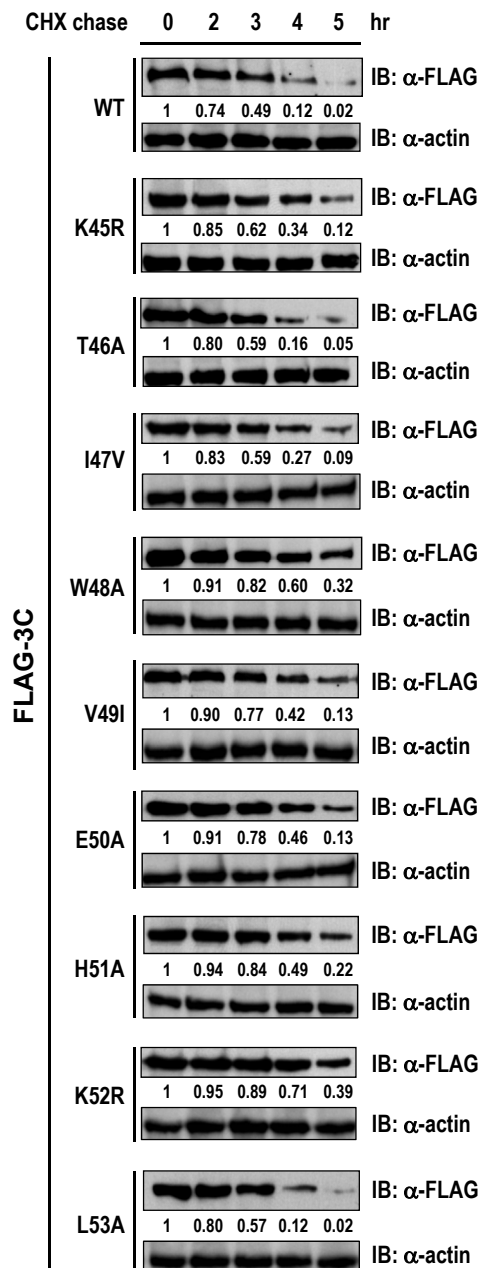 CHX chase 0 2 3 4 5 hr
IB: α-FLAG
WT 1 0.74 0.49 0.12 0.02
IB: α-actin
IB: α-FLAG
K45R 1 0.85 0.62 0.34 0.12
IB: α-actin
IB: α-FLAG
T46A 1 0.80 0.59 0.16 0.05
IB: α-actin
IB: α-FLAG
I47V 1 0.83 0.59 0.27 0.09
IB: α-actin
IB: α-FLAG
W48A 1 0.91 0.82 0.60 0.32
IB: α-actin
FLAG-3C
IB: α-FLAG
V49I 1 0.90 0.77 0.42 0.13
IB: α-actin
IB: α-FLAG
E50A 1 0.91 0.78 0.46 0.13
IB: α-actin
IB: α-FLAG
H51A 1 0.94 0.84 0.49 0.22
IB: α-actin
IB: α-FLAG
K52R 1 0.95 0.89 0.71 0.39
IB: α-actin
IB: α-FLAG
L53A 1 0.80 0.57 0.12 0.02
IB: α-actin